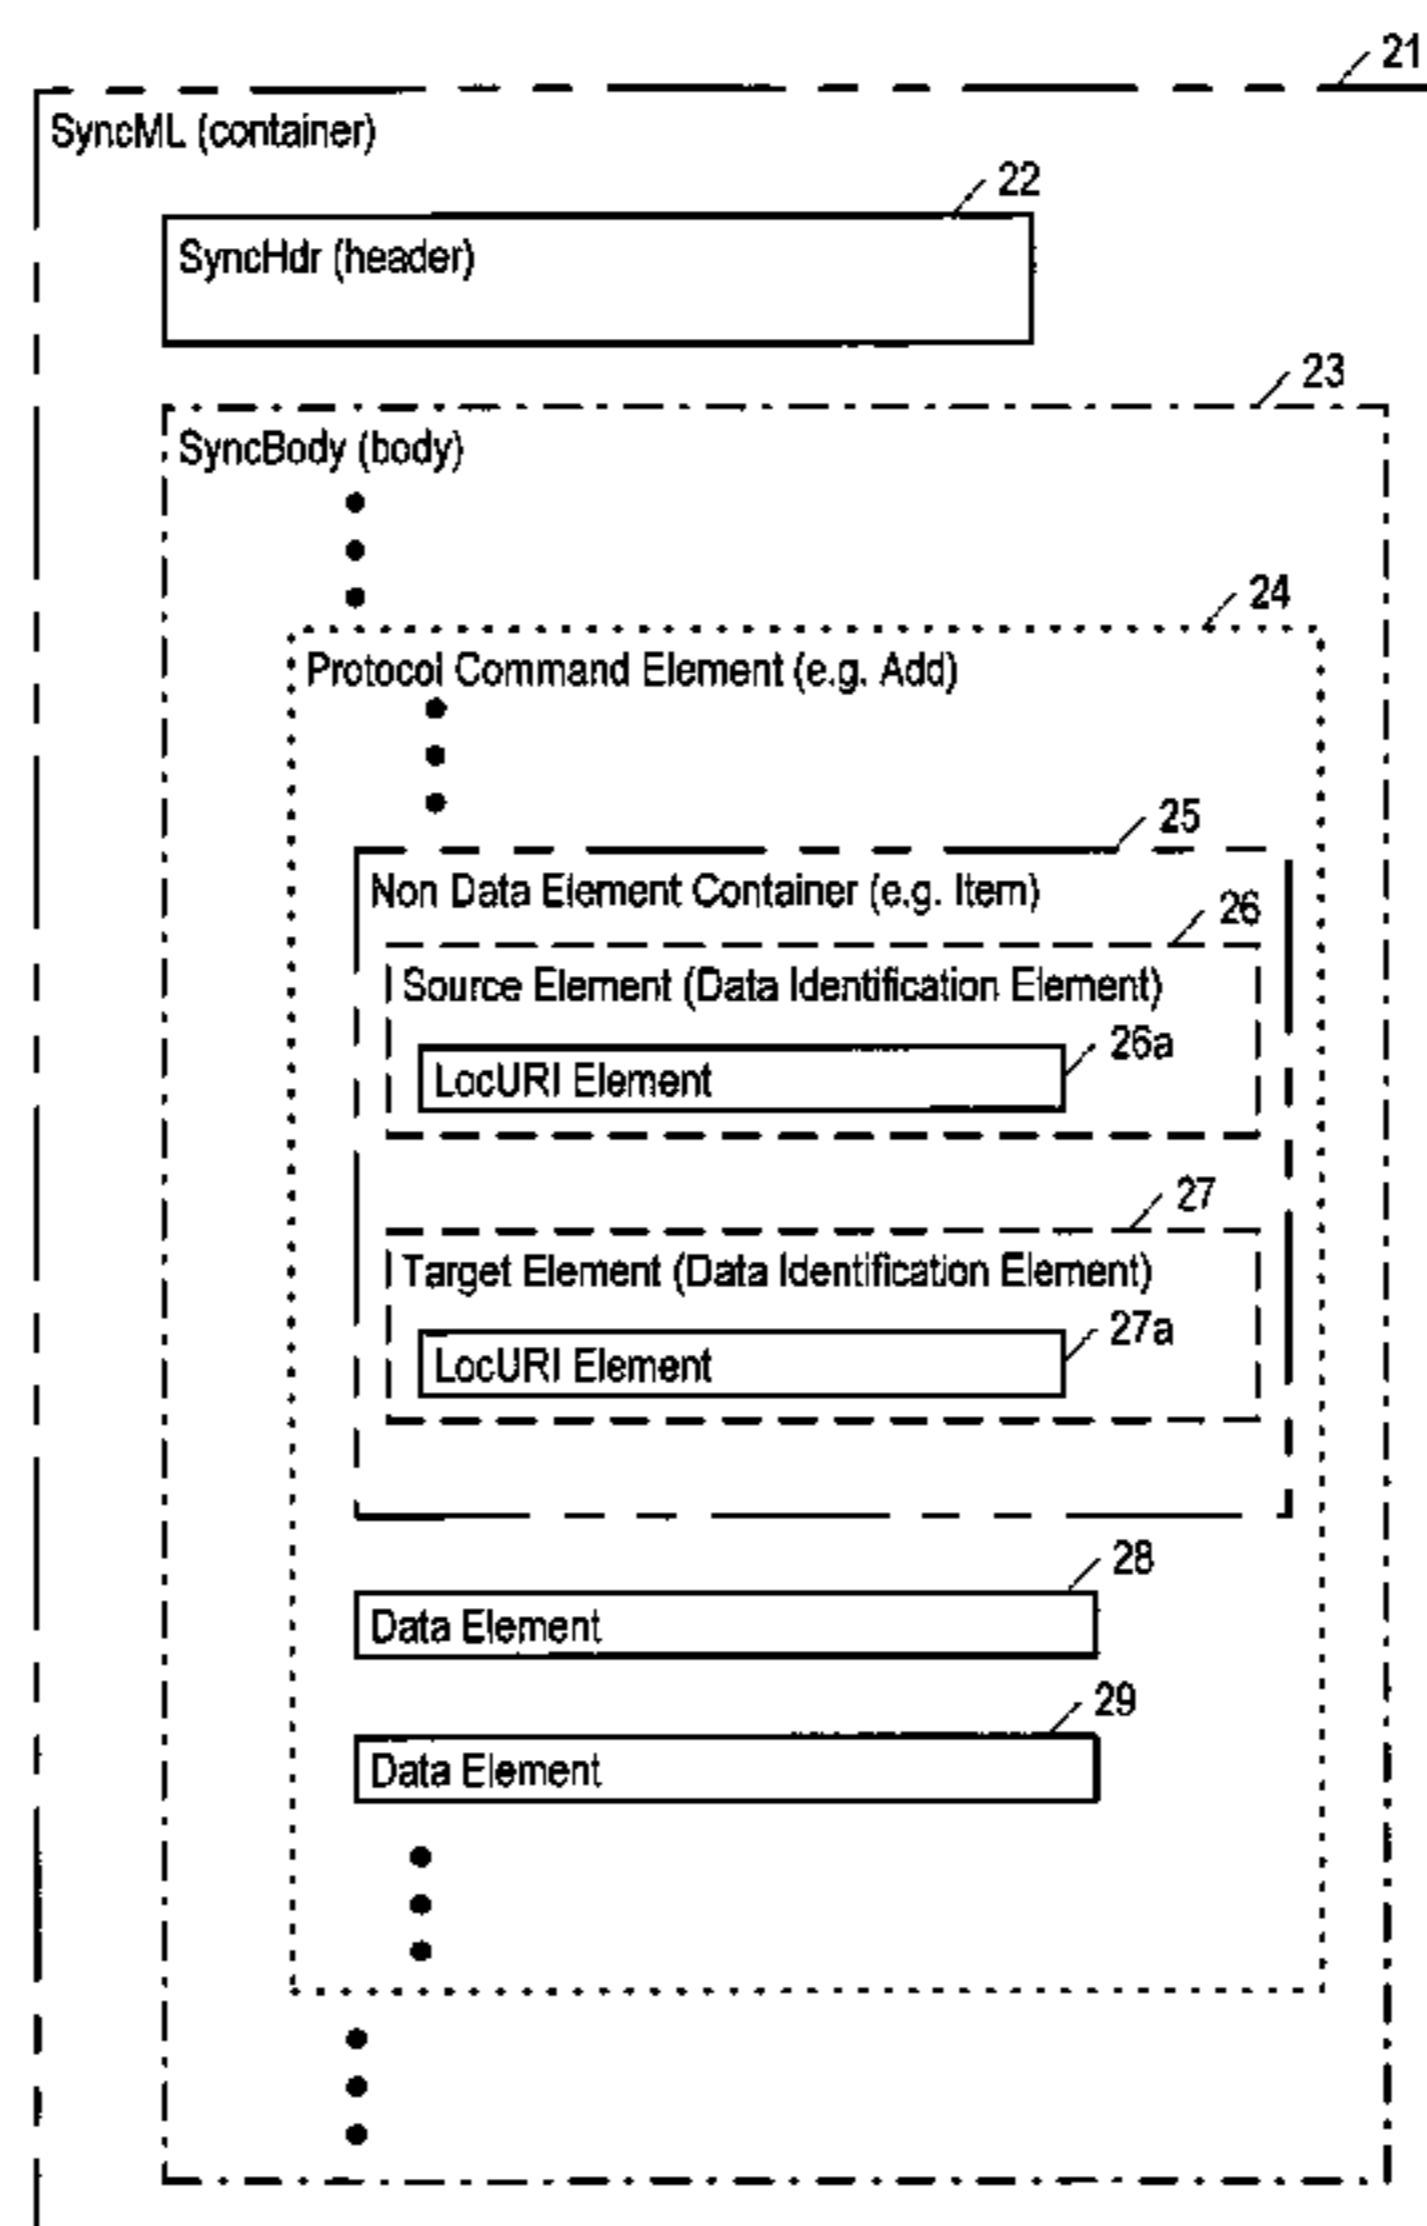 21
SyncML (container)
22
SyncHdr (header)
23
SyncBody (body)
24
Protocol Command Element (e.g. Add)
25
Non Data Element Container (e.g. Item)
26
Source Element (Data Identification Element)
26a
LocURI Element
27
Target Element (Data Identification Element)
27a
LocURI Element
28
Data Element
29
Data Element